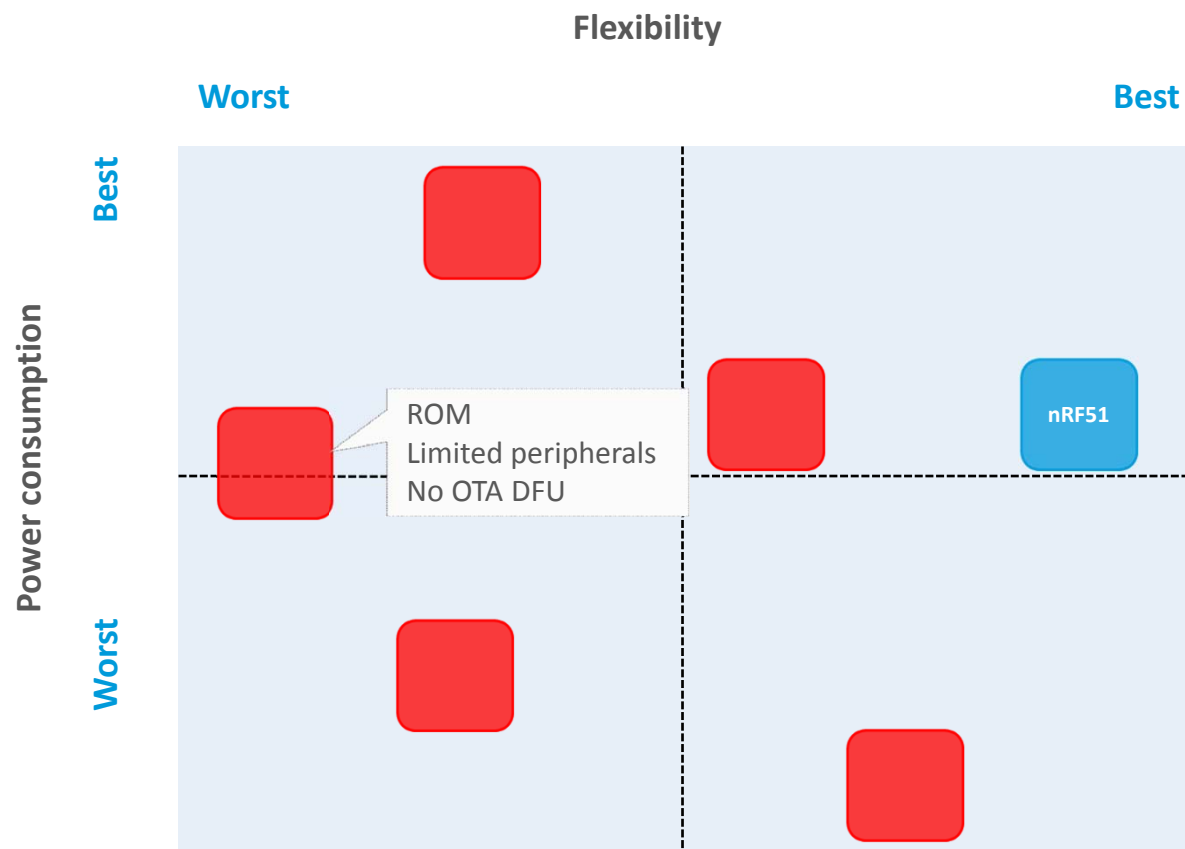 Flexibility
Worst
Best
Best
Power consumption
Worst
ROM
Limited peripherals
No OTA DFU
nRF51